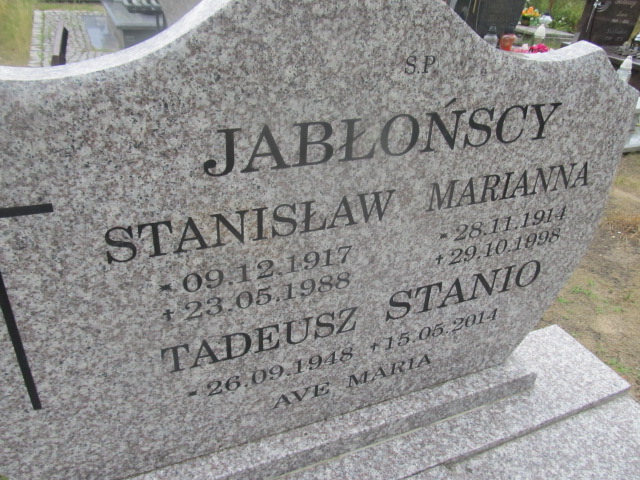 S.P
JABŁOŃSCY
STANISŁAW MARIANNA
- 09.12.1917 - 28.11.1914
+ 23.05.1988 + 29.10.1998
TADEUSZ STANIO
- 26.09.1948 + 15.05.2014
AVE MARIA